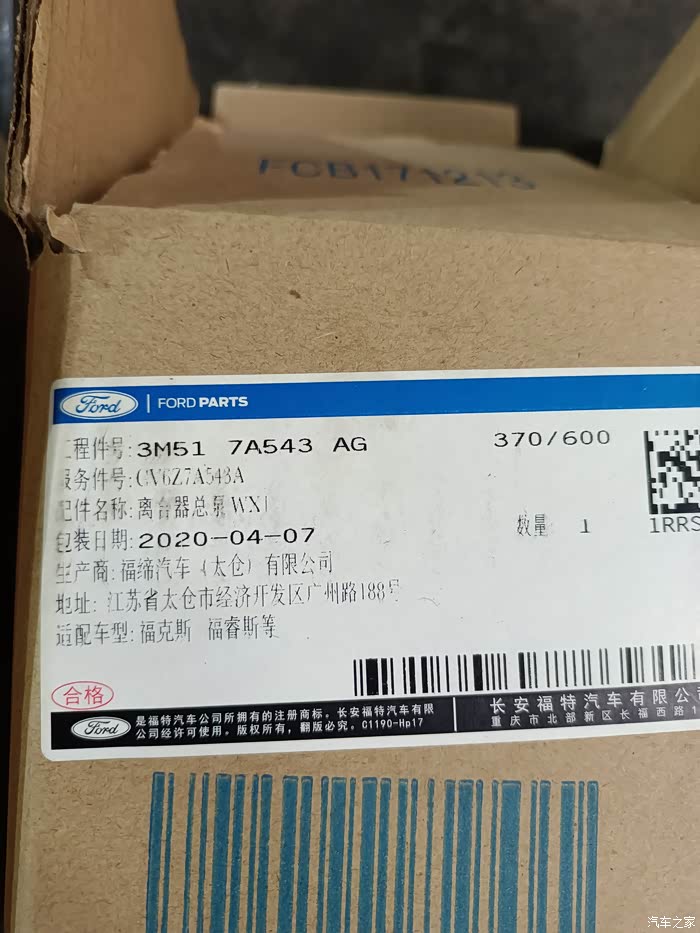 FCB171213
Ford FORD PARTS
程件号: 3M51 7A543 AG 370/600
服务件号: CV6Z7A543A
配件名称: 离合器总泵 WX1
包装日期: 2020-04-07 数量 1 1RRS
生产商: 福缔汽车（太仓）有限公司
地址: 江苏省太仓市经济开发区广州路188号
适配车型: 福克斯 福睿斯等
合格
Ford 是福特汽车公司所拥有的注册商标。长安福特汽车有限
公司经许可使用。版权所有，翻版必究。C1190-Hp17
长安福特汽车有限公
重庆市北部新区长福西路1
汽车之家